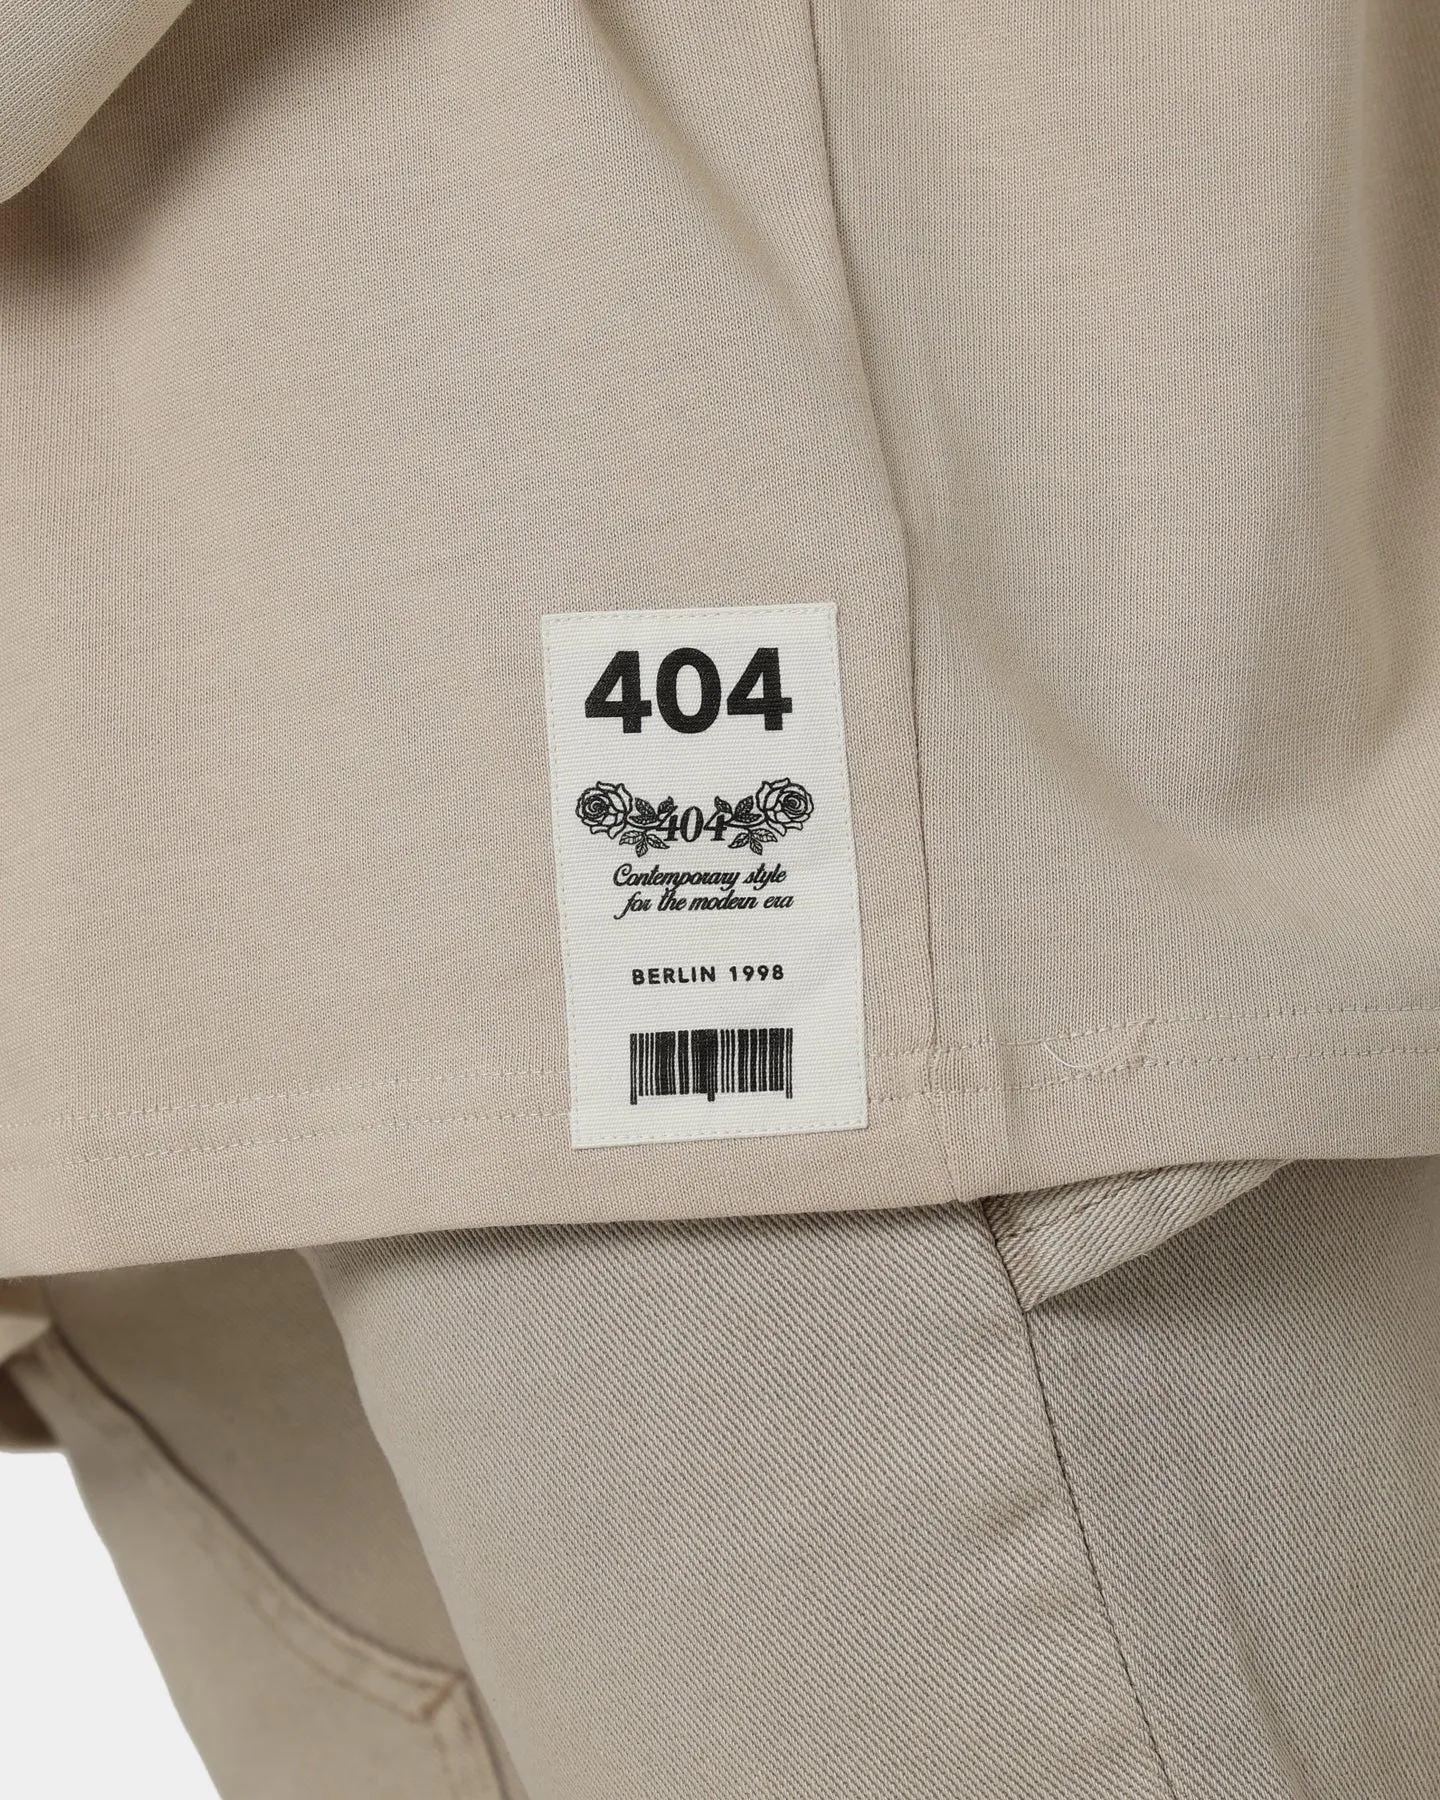 404
404
Contemporary style
for the modern era
BERLIN 1998